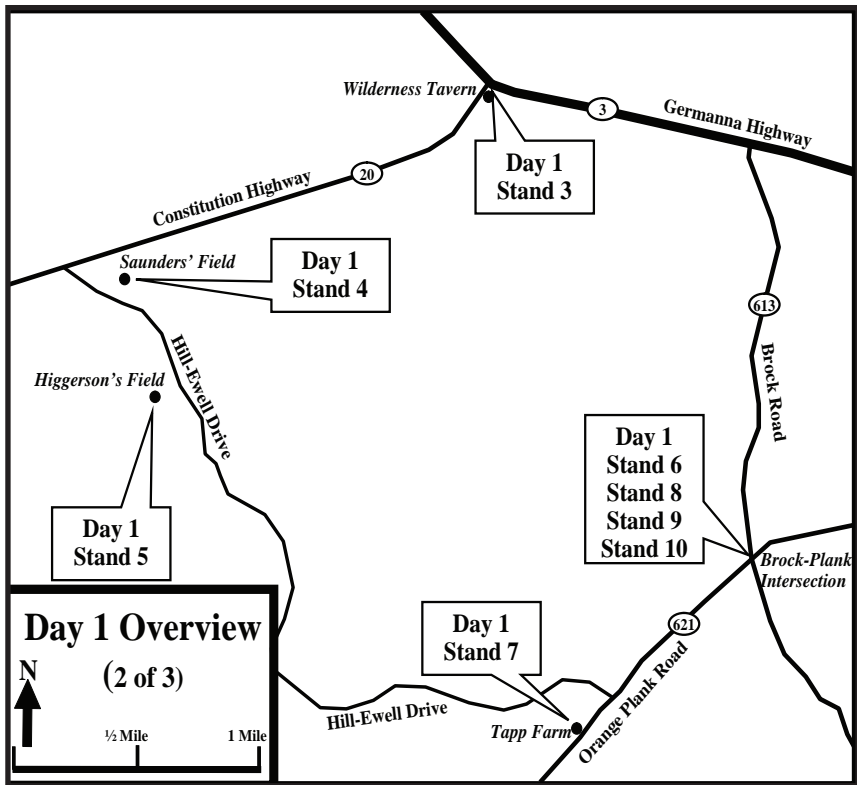 Wilderness Tavern
3
Germanna Highway
Day 1
Stand 3
20
Constitution Highway
Saunders’ Field
Day 1
Stand 4
613
Brock Road
Hill-Ewell Drive
Higgerson’s Field
Day 1
Stand 5
Day 1
Stand 6
Stand 8
Stand 9
Stand 10
Brock-Plank
Intersection
621
Orange Plank Road
Day 1
Stand 7
Hill-Ewell Drive
Tapp Farm
Day 1 Overview
(2 of 3)
N
½ Mile
1 Mile